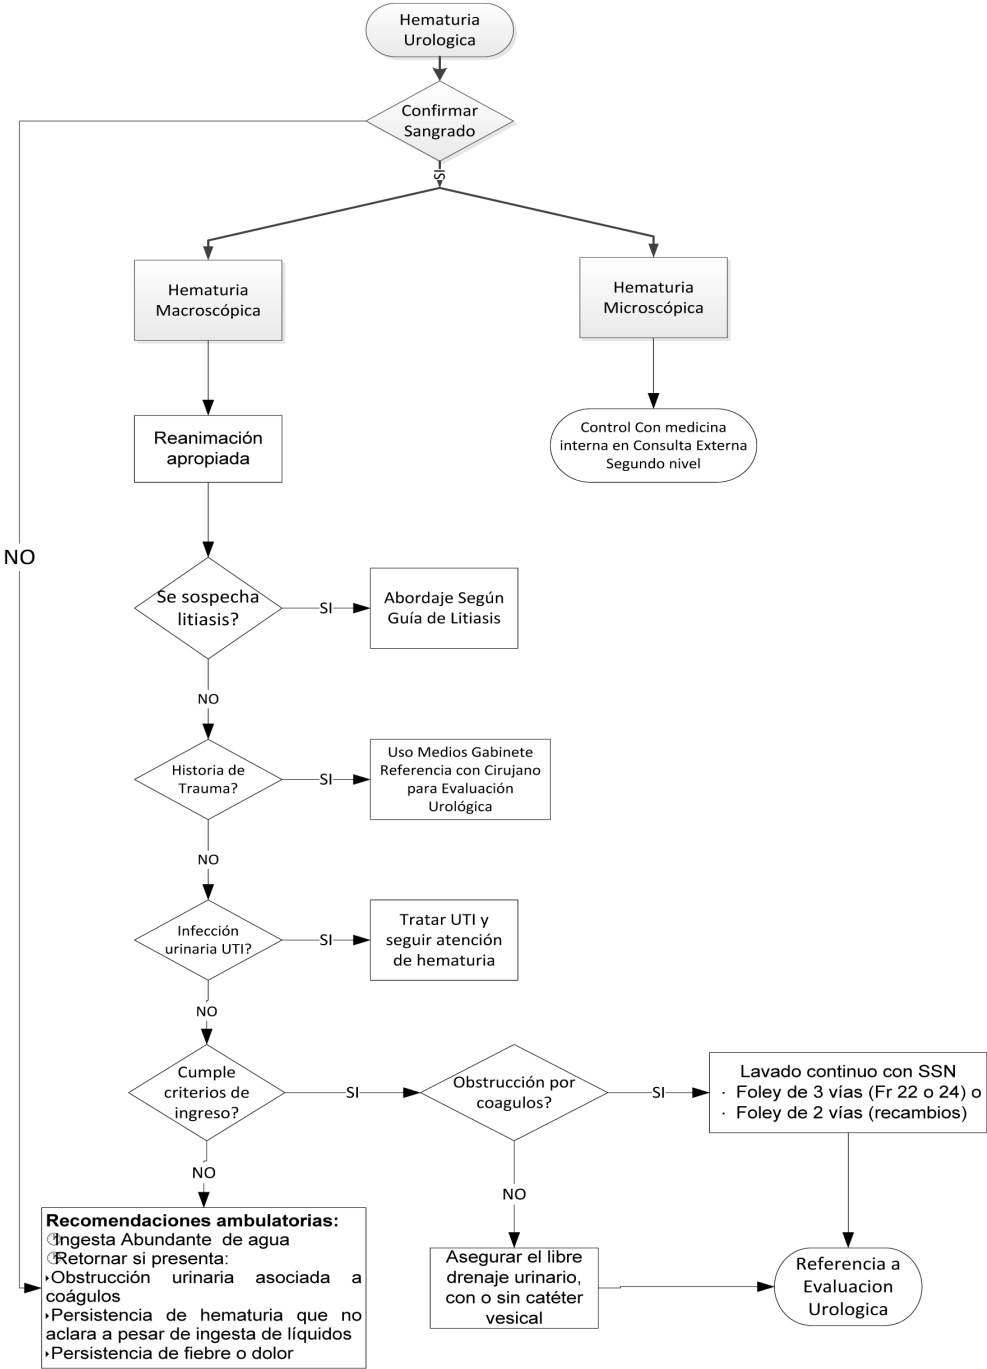 Hematuria
Urologica
Confirmar
Sangrado
SI
Hematuria
Macroscópica
Hematuria
Microscópica
Reanimación
apropiada
Control Con medicina
interna en Consulta Externa
Segundo nivel
NO
Se sospecha
litiasis?
SI
Abordaje Según
Guía de Litiasis
NO
Historia de
Trauma?
SI
Uso Medios Gabinete
Referencia con Cirujano
para Evaluación
Urológica
NO
Infección
urinaria UTI?
SI
Tratar UTI y
seguir atención
de hematuria
NO
Cumple
criterios de
ingreso?
SI
Obstrucción por
coagulos?
SI
Lavado continuo con SSN
· Foley de 3 vías (Fr 22 o 24) o
· Foley de 2 vías (recambios)
NO
NO
Recomendaciones ambulatorias:
Ingesta Abundante de agua
Retornar si presenta:
Obstrucción urinaria asociada a
coágulos
Persistencia de hematuria que no
aclara a pesar de ingesta de líquidos
Persistencia de fiebre o dolor
Asegurar el libre
drenaje urinario,
con o sin catéter
vesical
Referencia a
Evaluacion
Urologica